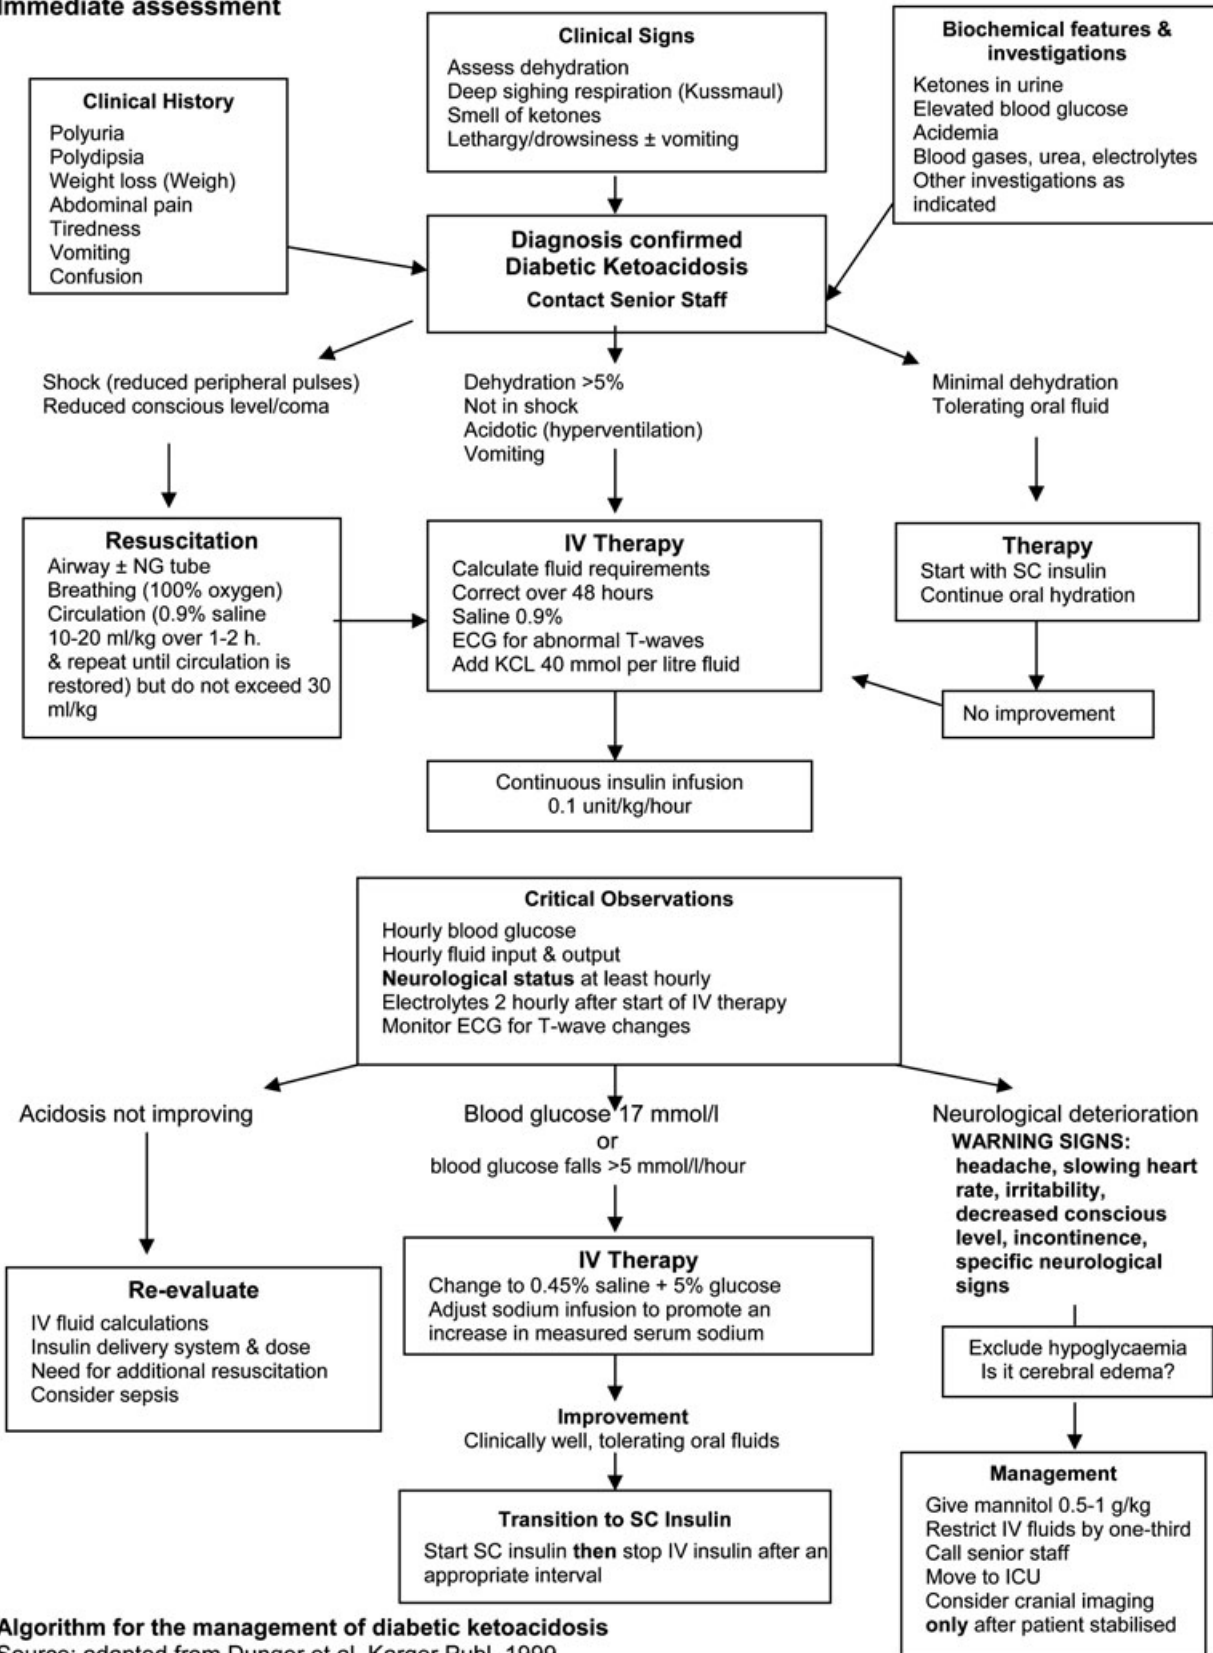 Immediate assessment
Clinical History
Polyuria
Polydipsia
Weight loss (Weigh)
Abdominal pain
Tiredness
Vomiting
Confusion
Clinical Signs
Assess dehydration
Deep sighing respiration (Kussmaul)
Smell of ketones
Lethargy/drowsiness ± vomiting
Biochemical features &
investigations
Ketones in urine
Elevated blood glucose
Acidemia
Blood gases, urea, electrolytes
Other investigations as
indicated
Diagnosis confirmed
Diabetic Ketoacidosis
Contact Senior Staff
Shock (reduced peripheral pulses)
Reduced conscious level/coma
Dehydration >5%
Not in shock
Acidotic (hyperventilation)
Vomiting
Minimal dehydration
Tolerating oral fluid
Resuscitation
Airway ± NG tube
Breathing (100% oxygen)
Circulation (0.9% saline
10-20 ml/kg over 1-2 h.
& repeat until circulation is
restored) but do not exceed 30
ml/kg
IV Therapy
Calculate fluid requirements
Correct over 48 hours
Saline 0.9%
ECG for abnormal T-waves
Add KCL 40 mmol per litre fluid
Therapy
Start with SC insulin
Continue oral hydration
No improvement
Continuous insulin infusion
0.1 unit/kg/hour
Critical Observations
Hourly blood glucose
Hourly fluid input & output
Neurological status at least hourly
Electrolytes 2 hourly after start of IV therapy
Monitor ECG for T-wave changes
Acidosis not improving
Blood glucose 17 mmol/l
or
blood glucose falls >5 mmol/l/hour
Neurological deterioration
WARNING SIGNS:
headache, slowing heart
rate, irritability,
decreased conscious
level, incontinence,
specific neurological
signs
Re-evaluate
IV fluid calculations
Insulin delivery system & dose
Need for additional resuscitation
Consider sepsis
IV Therapy
Change to 0.45% saline + 5% glucose
Adjust sodium infusion to promote an
increase in measured serum sodium
Exclude hypoglycaemia
Is it cerebral edema?
Improvement
Clinically well, tolerating oral fluids
Transition to SC Insulin
Start SC insulin then stop IV insulin after an
appropriate interval
Management
Give mannitol 0.5-1 g/kg
Restrict IV fluids by one-third
Call senior staff
Move to ICU
Consider cranial imaging
only after patient stabilised
Algorithm for the management of diabetic ketoacidosis
Source: adapted from Dunger et al. Karger Publ. 1999